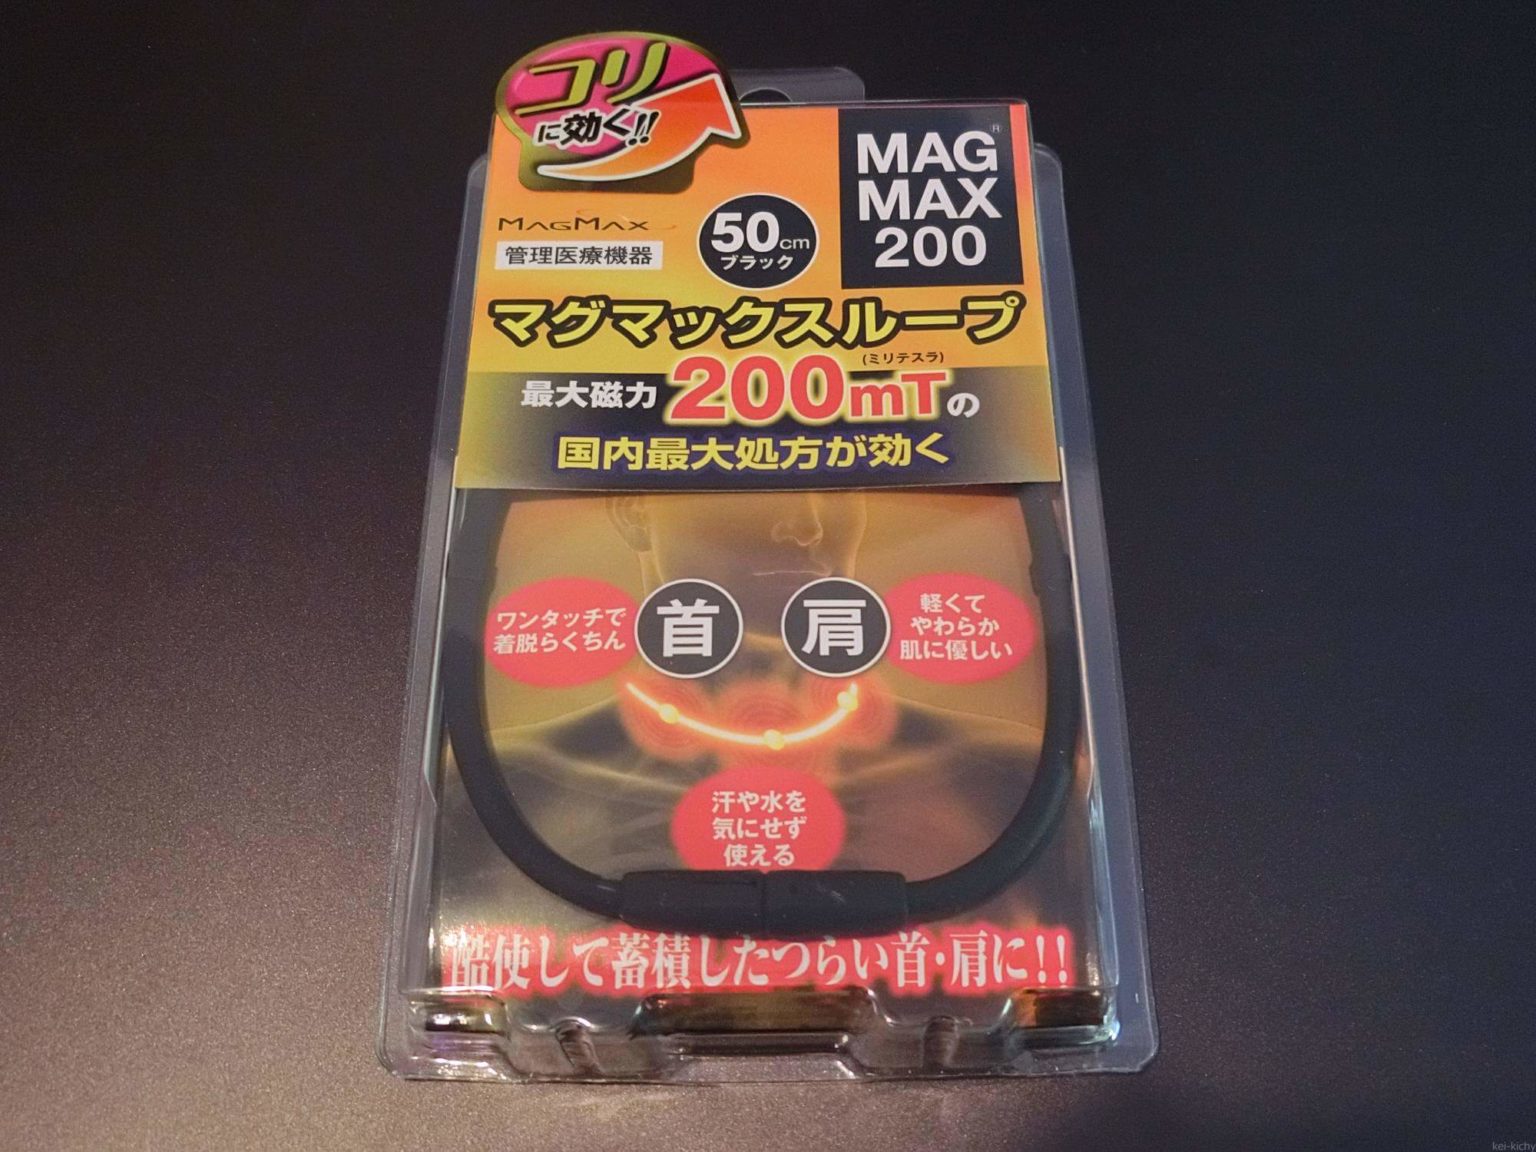 コリ
に効く!!
MAGMAX
管理医療機器
50cm
ブラック
MAG®
MAX
200
マグマックスループ
(ミリテスラ)
最大磁力200mTの
国内最大処方が効く
ワンタッチで
着脱らくちん
首
肩
軽くて
やわらか
肌に優しい
汗や水を
気にせず
使える
酷使して蓄積したつらい首・肩に!!
kei-kichy